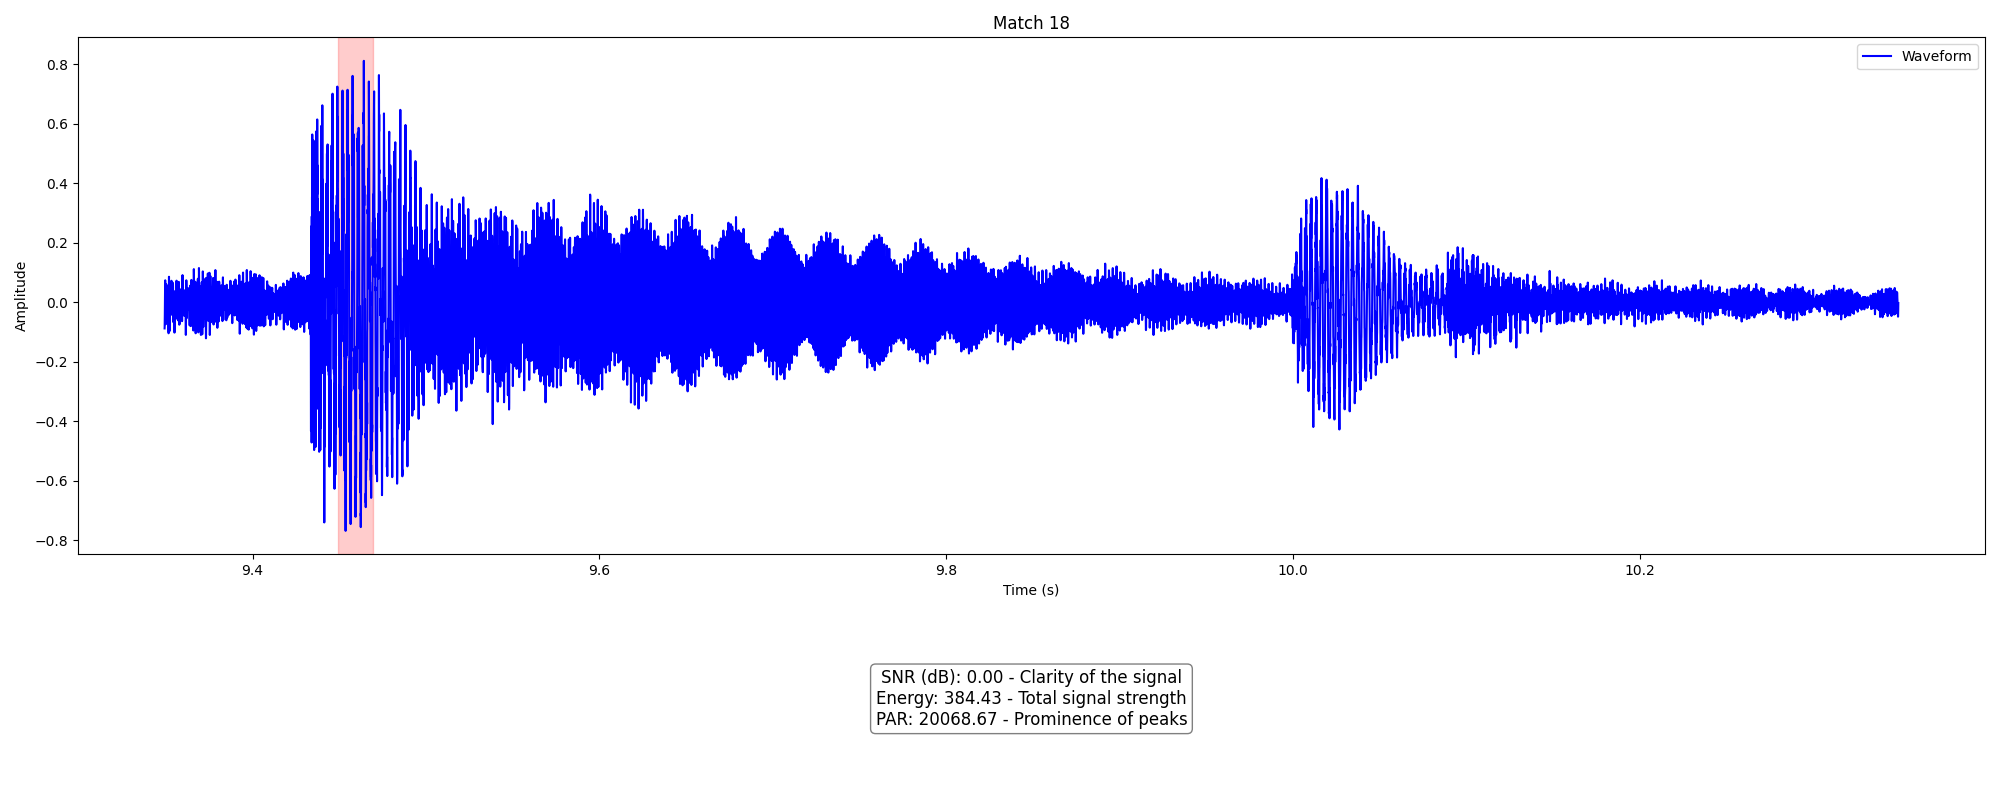 Match 18
Waveform
0.8
0.6
0.4
0.2
0.0
−0.2
−0.4
−0.6
−0.8
Amplitude
9.4 9.6 9.8 10.0 10.2
Time (s)
SNR (dB): 0.00 - Clarity of the signal
Energy: 384.43 - Total signal strength
PAR: 20068.67 - Prominence of peaks